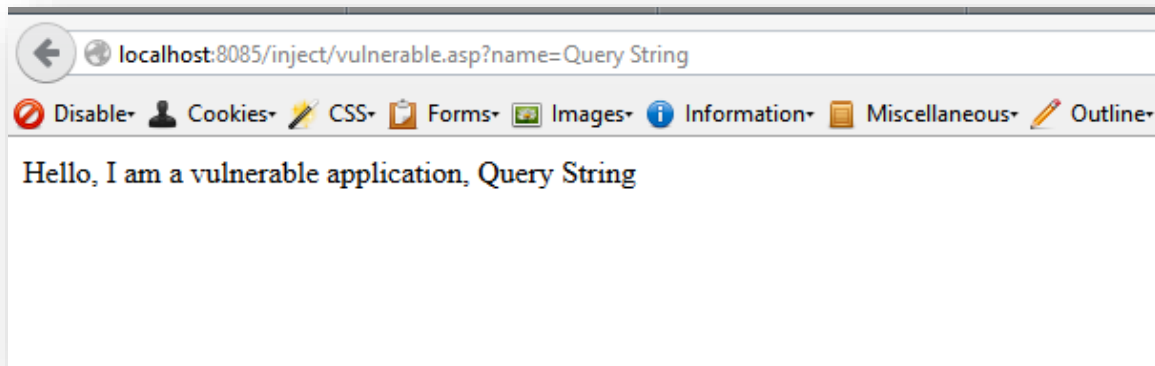 localhost:8085/inject/vulnerable.asp?name=Query String
Disable Cookies CSS Forms Images Information Miscellaneous Outline
Hello, I am a vulnerable application, Query String